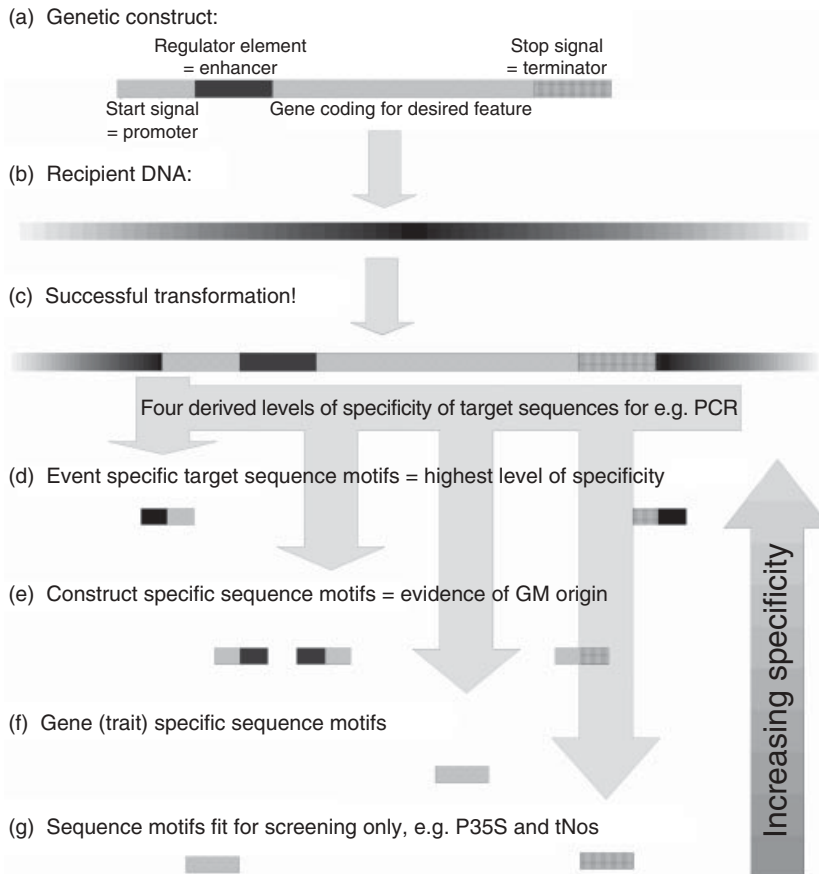 (a) Genetic construct:
Regulator element
= enhancer
Stop signal
= terminator
Start signal
= promoter
Gene coding for desired feature
(b) Recipient DNA:
(c) Successful transformation!
Four derived levels of specificity of target sequences for e.g. PCR
(d) Event specific target sequence motifs = highest level of specificity
(e) Construct specific sequence motifs = evidence of GM origin
(f) Gene (trait) specific sequence motifs
(g) Sequence motifs fit for screening only, e.g. P35S and tNos
Increasing specificity